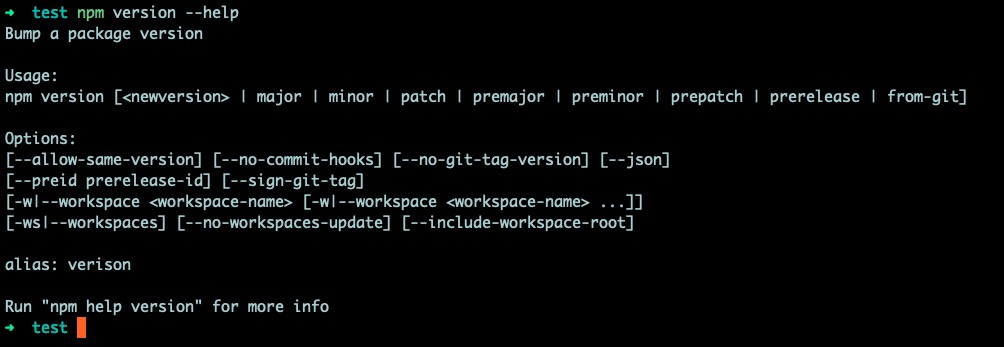 ➜ test npm version --help
Bump a package version
Usage:
npm version [<newversion> | major | minor | patch | premajor | preminor | prepatch | prerelease | from-git]
Options:
[--allow-same-version] [--no-commit-hooks] [--no-git-tag-version] [--json]
[--preid prerelease-id] [--sign-git-tag]
[-w|--workspace <workspace-name> [-w|--workspace <workspace-name> ...]]
[-ws|--workspaces] [--no-workspaces-update] [--include-workspace-root]
alias: verison
Run "npm help version" for more info
➜ test